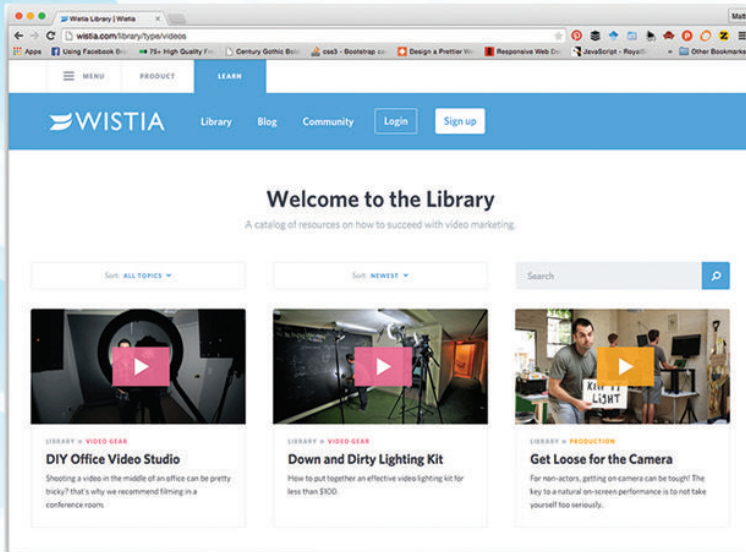 Wistia Library | Wistia
Matt
wistia.com/library/type/videos
Apps
Using Facebook Bra
75+ High Quality Fr
Century Gothic Bold
css3 - Bootstrap ca
Design a Prettier W
Responsive Web De
JavaScript - Royal
»
Other Bookmarks
MENU
PRODUCT
LEARN
WISTIA
Library
Blog
Community
Login
Sign up
Welcome to the Library
A catalog of resources on how to succeed with video marketing.
Sort: ALL TOPICS
Sort: NEWEST
Search
KEEP IT
LIGHT
LIBRARY » VIDEO GEAR
DIY Office Video Studio
Shooting a video in the middle of an office can be pretty
tricky? that's why we recommend filming in a
conference room.
LIBRARY » VIDEO GEAR
Down and Dirty Lighting Kit
How to put together an effective video lighting kit for
less than $100.
LIBRARY » PRODUCTION
Get Loose for the Camera
For non-actors, getting on camera can be tough! The
key to a natural on-screen performance is to not take
yourself too seriously.